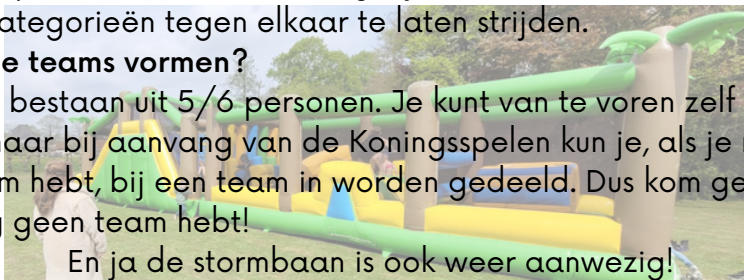 ategorieën tegen elkaar te laten strijden.
e teams vormen?
bestaan uit 5/6 personen. Je kunt van te voren zelf
aar bij aanvang van de Koningsspelen kun je, als je
m hebt, bij een team in worden gedeeld. Dus kom ge
geen team hebt!
En ja de stormbaan is ook weer aanwezig!